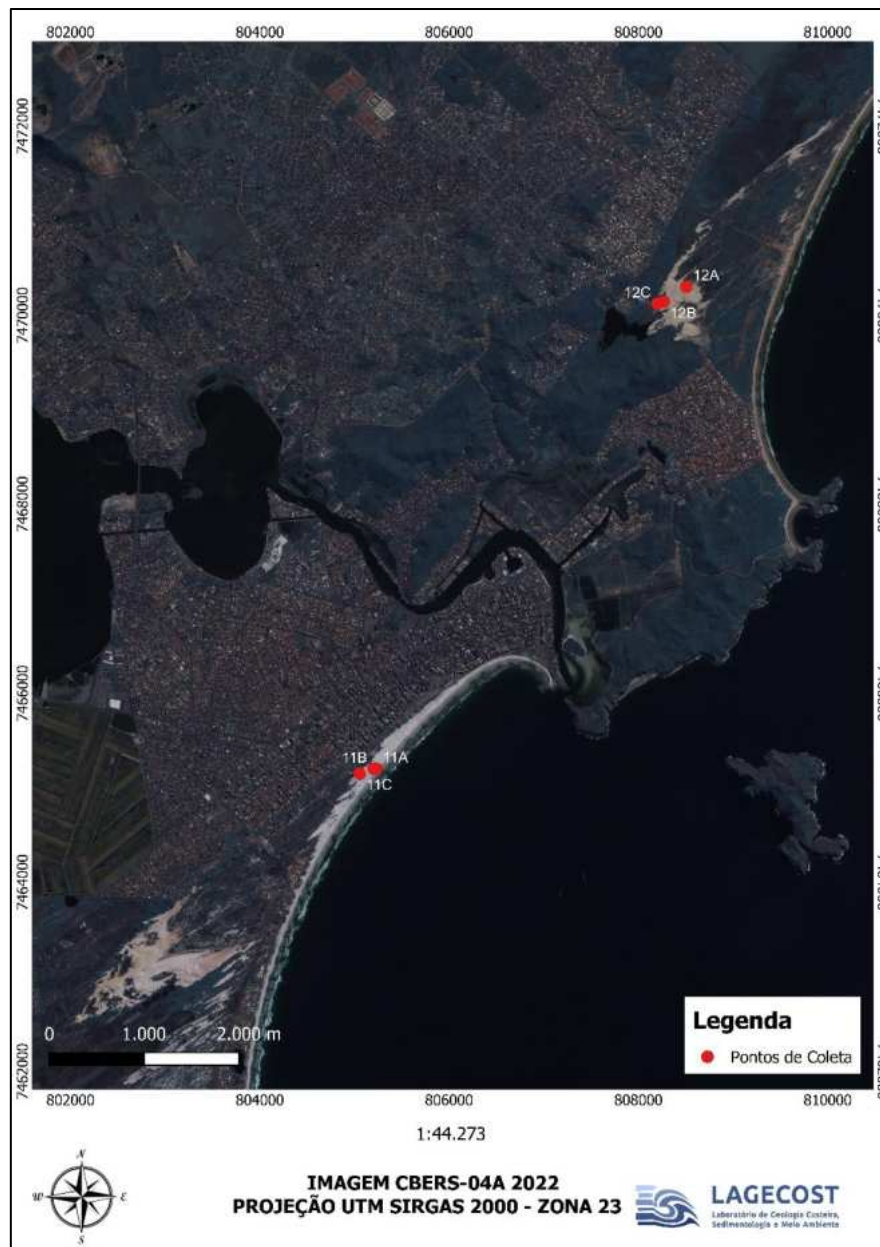 802000 804000 806000 808000 810000
7472000
12A
12C
7470000
12B
7468000
7466000
11B 11A
11C
7464000
0 1.000 2.000 m
Legenda
Pontos de Coleta
7462000
802000 804000 806000 808000 810000
1:44.273
N
W E
S
IMAGEM CBERS-04A 2022
PROJEÇÃO UTM SIRGAS 2000 - ZONA 23
LAGECOST
Laboratório de Geologia Costeira,
Sedimentologia e Meio Ambiente